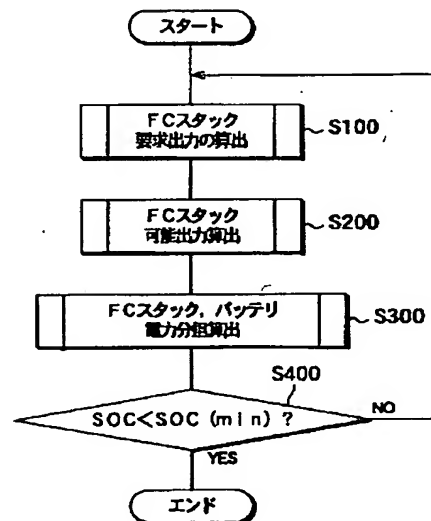 スタート
FCスタック
要求出力の算出
S100
FCスタック
可能出力算出
S200
FCスタック,バッテリ
電力分担算出
S300
S400
SOC<SOC(min)?
NO
YES
エンド